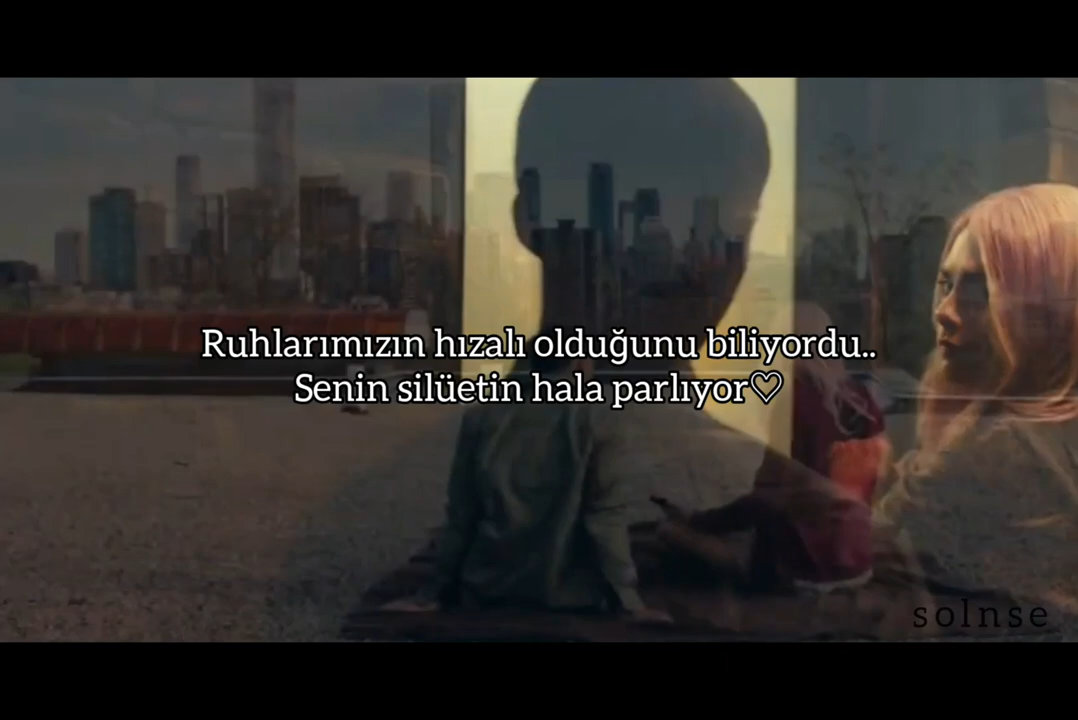 Ruhlarımızın hızalı olduğunu biliyordu..
Senin silüetin hala parlıyor♡
solnse